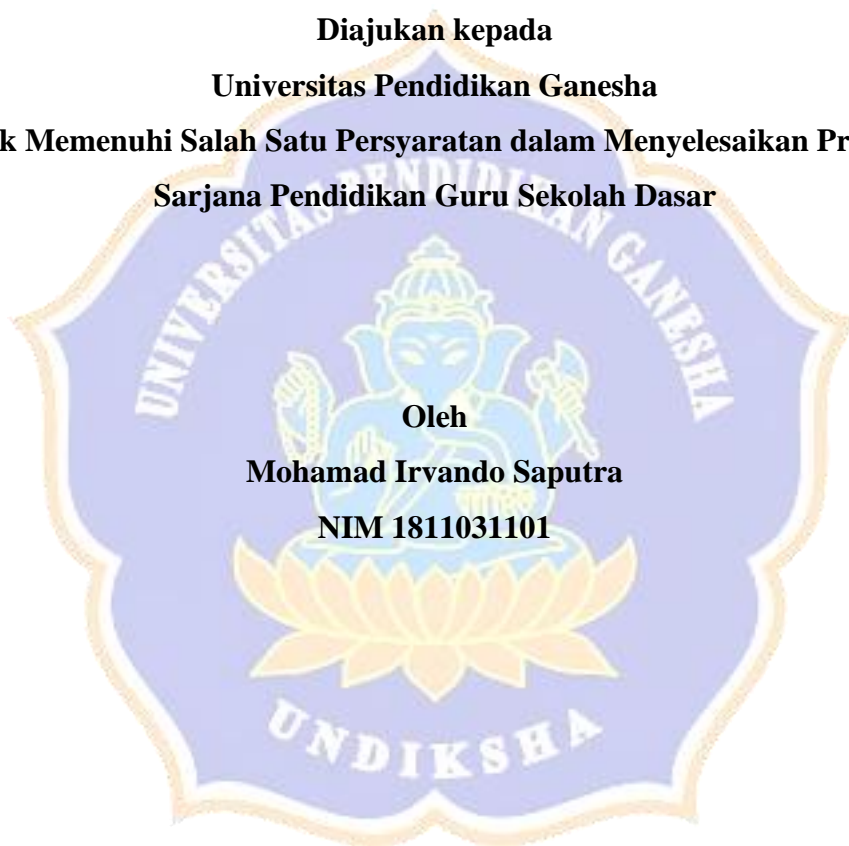 Diajukan kepada
Universitas Pendidikan Ganesha
k Memenuhi Salah Satu Persyaratan dalam Menyelesaikan Pr
Sarjana Pendidikan Guru Sekolah Dasar
UNIVERSITAS PENDIDIKAN GANESHA
Oleh
Mohamad Irvando Saputra
NIM 1811031101
UNDIKSHA